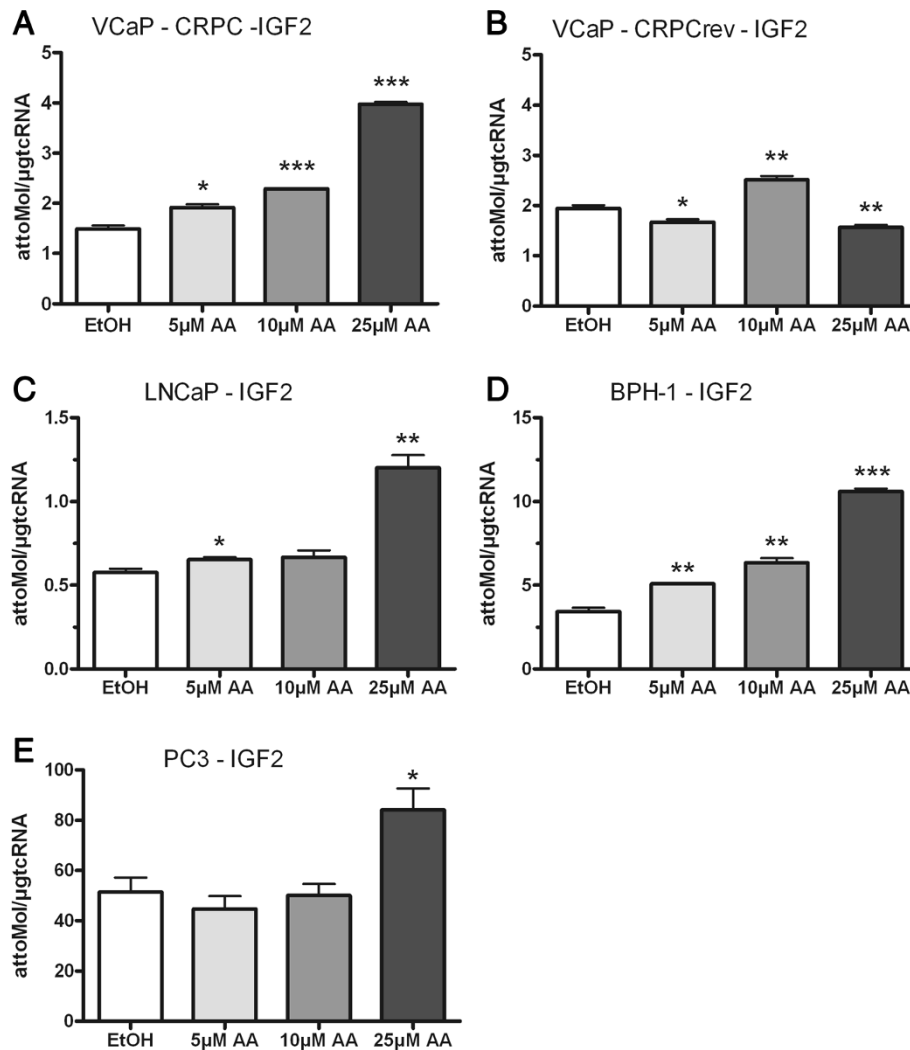 A
VCaP - CRPC -IGF2
attoMol/µgtcRNA
5
4
3
2
1
0
*
***
***
EtOH 5µM AA 10µM AA 25µM AA
B
VCaP - CRPCrev - IGF2
attoMol/µgtcRNA
5
4
3
2
1
0
*
**
**
EtOH 5µM AA 10µM AA 25µM AA
C
LNCaP - IGF2
attoMol/µgtcRNA
1.5
1.0
0.5
0.0
*
**
EtOH 5µM AA 10µM AA 25µM AA
D
BPH-1 - IGF2
attoMol/µgtcRNA
15
10
5
0
**
**
***
EtOH 5µM AA 10µM AA 25µM AA
E
PC3 - IGF2
attoMol/µgtcRNA
100
80
60
40
20
0
*
EtOH 5µM AA 10µM AA 25µM AA